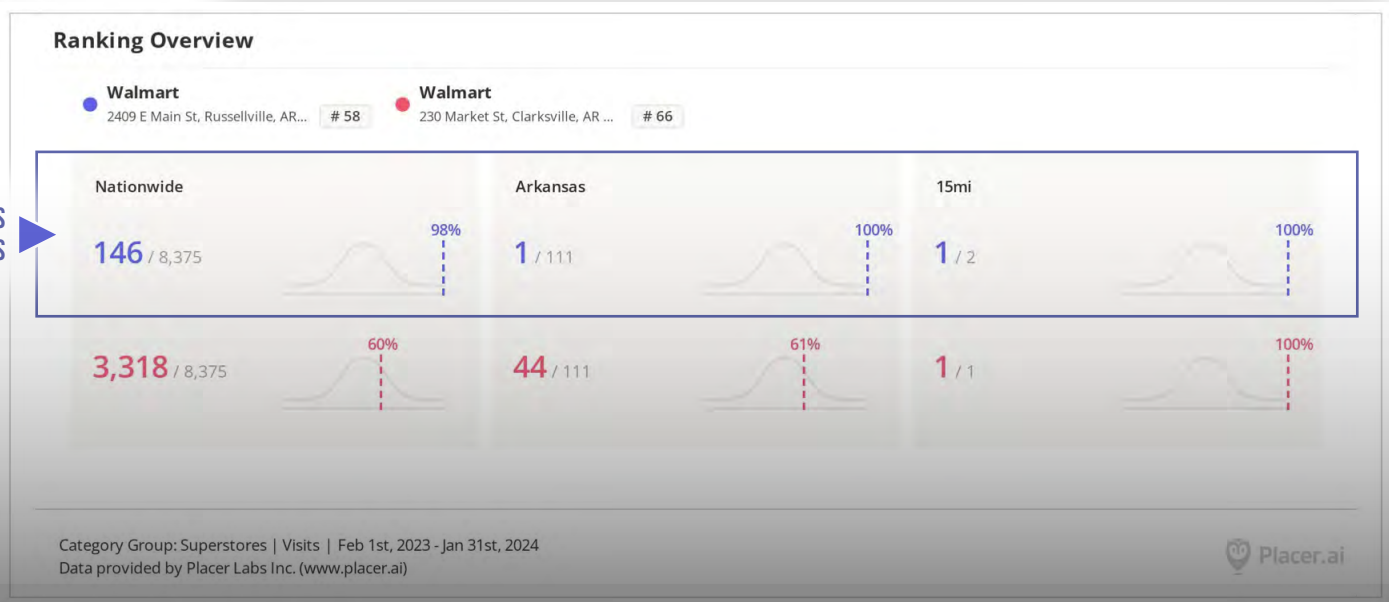 Ranking Overview
Walmart
2409 E Main St, Russellville, AR...
# 58
Walmart
230 Market St, Clarksville, AR ...
# 66
Nationwide
146 / 8,375
98%
Arkansas
1 / 111
100%
15mi
1 / 2
100%
3,318 / 8,375
60%
44 / 111
61%
1 / 1
100%
Category Group: Superstores | Visits | Feb 1st, 2023 - Jan 31st, 2024
Data provided by Placer Labs Inc. (www.placer.ai)
Placer.ai